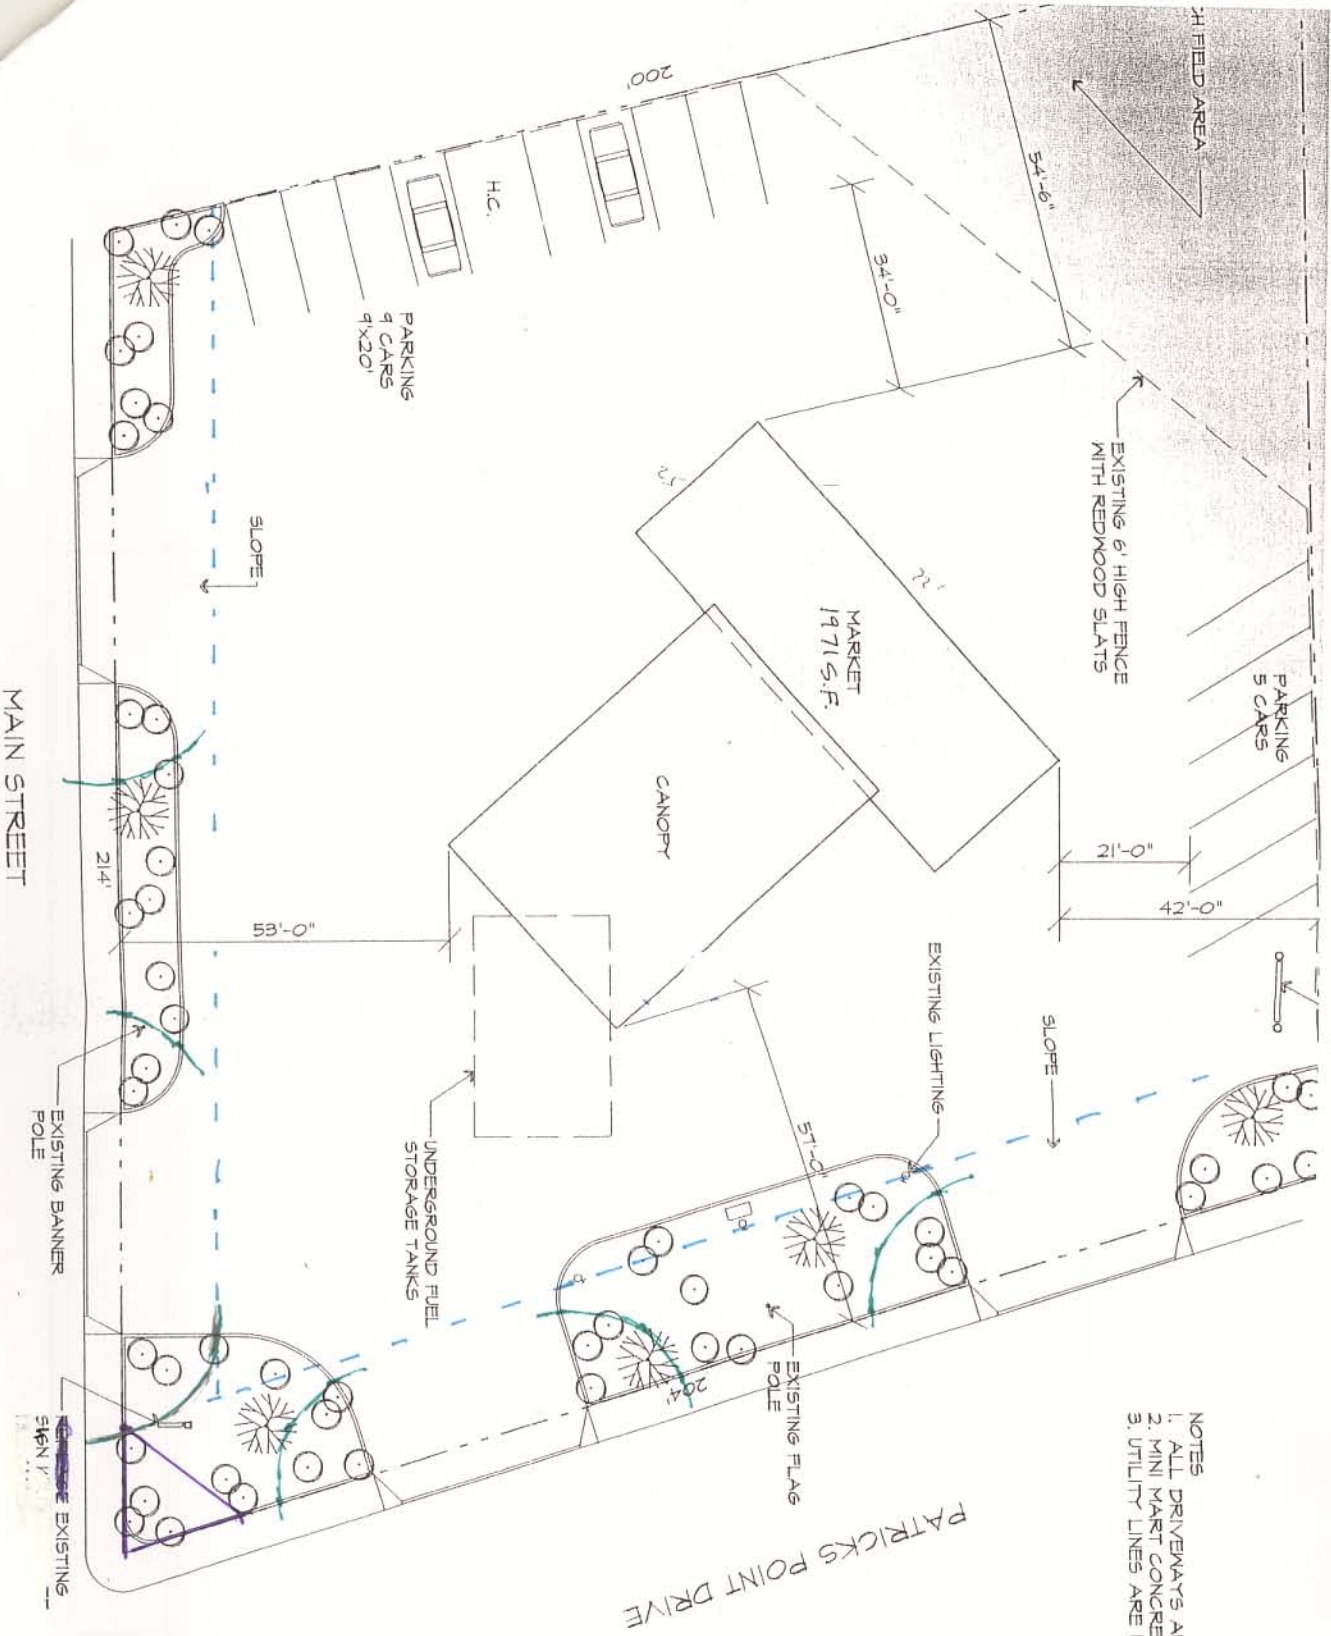 H FIELD AREA
200'
54'-6"
34'-0"
H.C.
PARKING
9 CARS
9'X20'
EXISTING 6' HIGH FENCE
WITH REDWOOD SLATS
SLOPE
25'
72'
MARKET
1971 S.F.
PARKING
5 CARS
CANOPY
21'-0"
42'-0"
53'-0"
214'
MAIN STREET
EXISTING LIGHTING
SLOPE
57'-0"
UNDERGROUND FUEL
STORAGE TANKS
EXISTING BANNER
POLE
EXISTING FLAG
POLE
204'
EXISTING
SIGN
PATRICKS POINT DRIVE
NOTES
1. ALL DRIVEWAYS A
2. MINI MART CONCRE
3. UTILITY LINES ARE